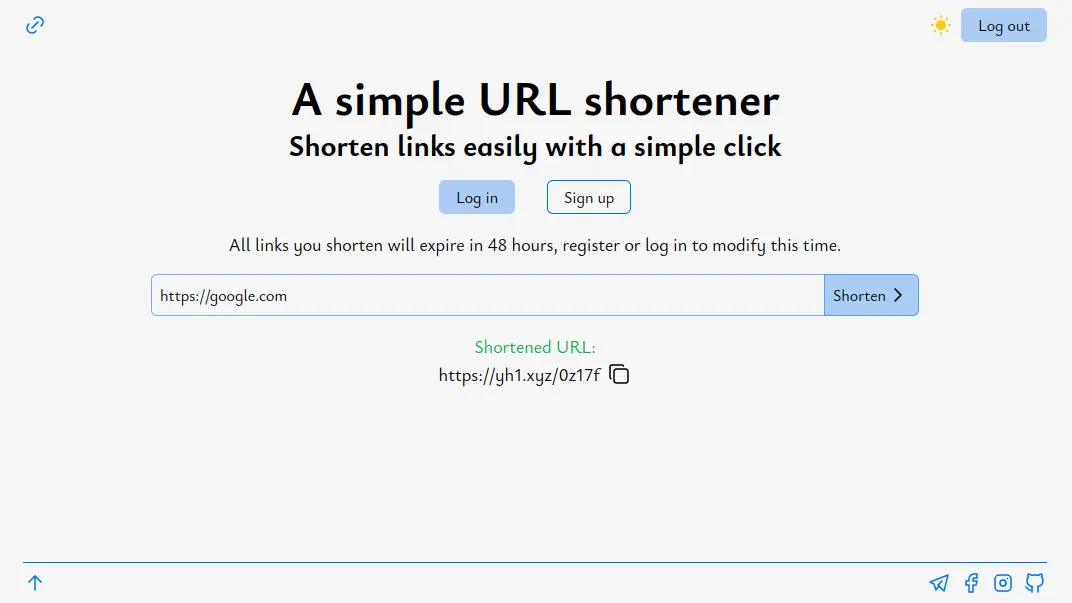 Log out
A simple URL shortener
Shorten links easily with a simple click
Log in
Sign up
All links you shorten will expire in 48 hours, register or log in to modify this time.
https://google.com
Shorten
Shortened URL:
https://yh1.xyz/0z17f